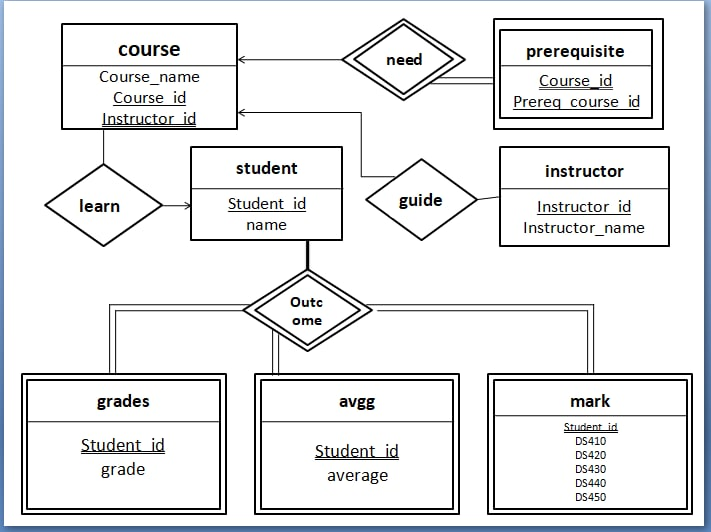 course
Course_name
Course_id
Instructor_id
need
prerequisite
Course_id
Prereq_course_id
learn
student
Student_id
name
guide
instructor
Instructor_id
Instructor_name
Outc
ome
grades
Student_id
grade
avgg
Student_id
average
mark
Student_id
DS410
DS420
DS430
DS440
DS450